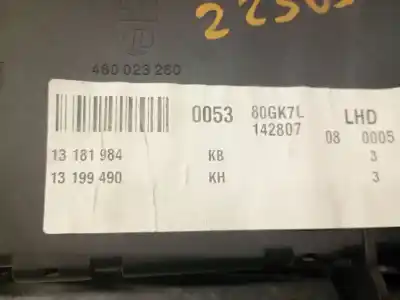 460 023 260
0053 80GK7L LHD
142807 08 0005
13 181 984 KB 3
13 199 490 KH 3